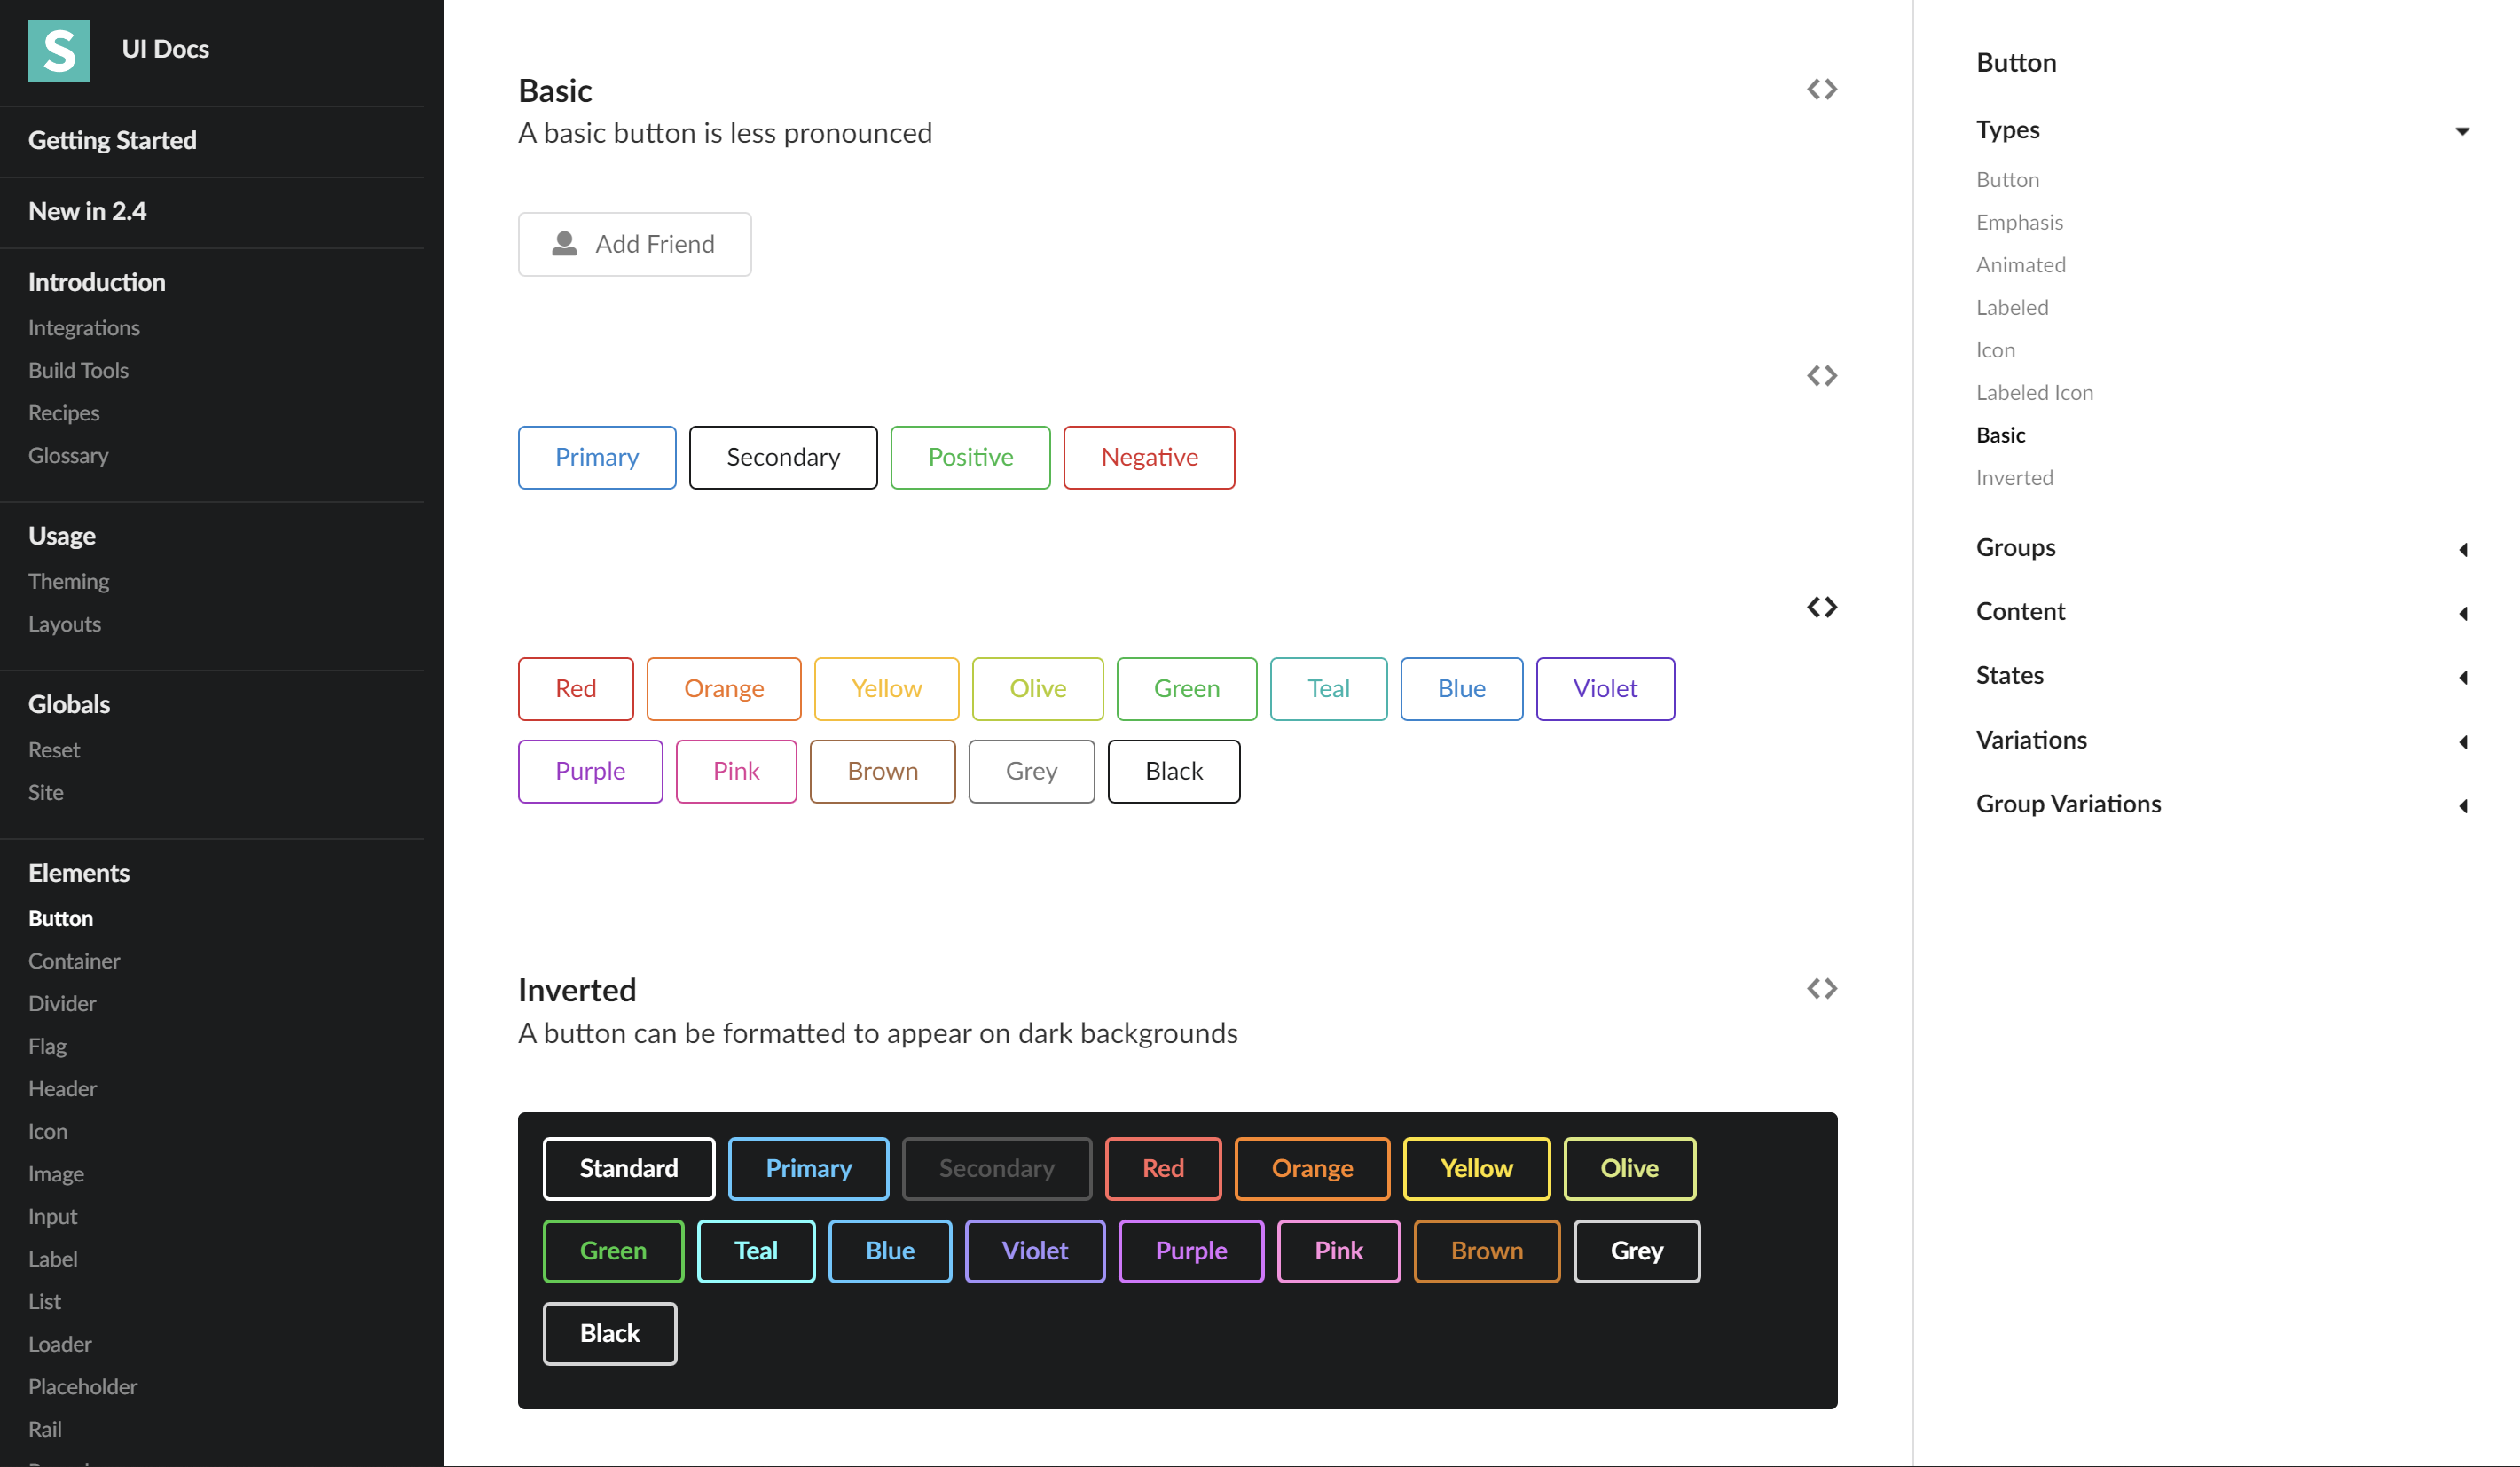 S
UI Docs
Getting Started
New in 2.4
Introduction
Integrations
Build Tools
Recipes
Glossary
Usage
Theming
Layouts
Globals
Reset
Site
Elements
Button
Container
Divider
Flag
Header
Icon
Image
Input
Label
List
Loader
Placeholder
Rail
Basic
A basic button is less pronounced
Add Friend
Primary Secondary Positive Negative
Red Orange Yellow Olive Green Teal Blue Violet
Purple Pink Brown Grey Black
Inverted
A button can be formatted to appear on dark backgrounds
Standard Primary Secondary Red Orange Yellow Olive
Green Teal Blue Violet Purple Pink Brown Grey
Black
Button
Types
Button
Emphasis
Animated
Labeled
Icon
Labeled Icon
Basic
Inverted
Groups
Content
States
Variations
Group Variations